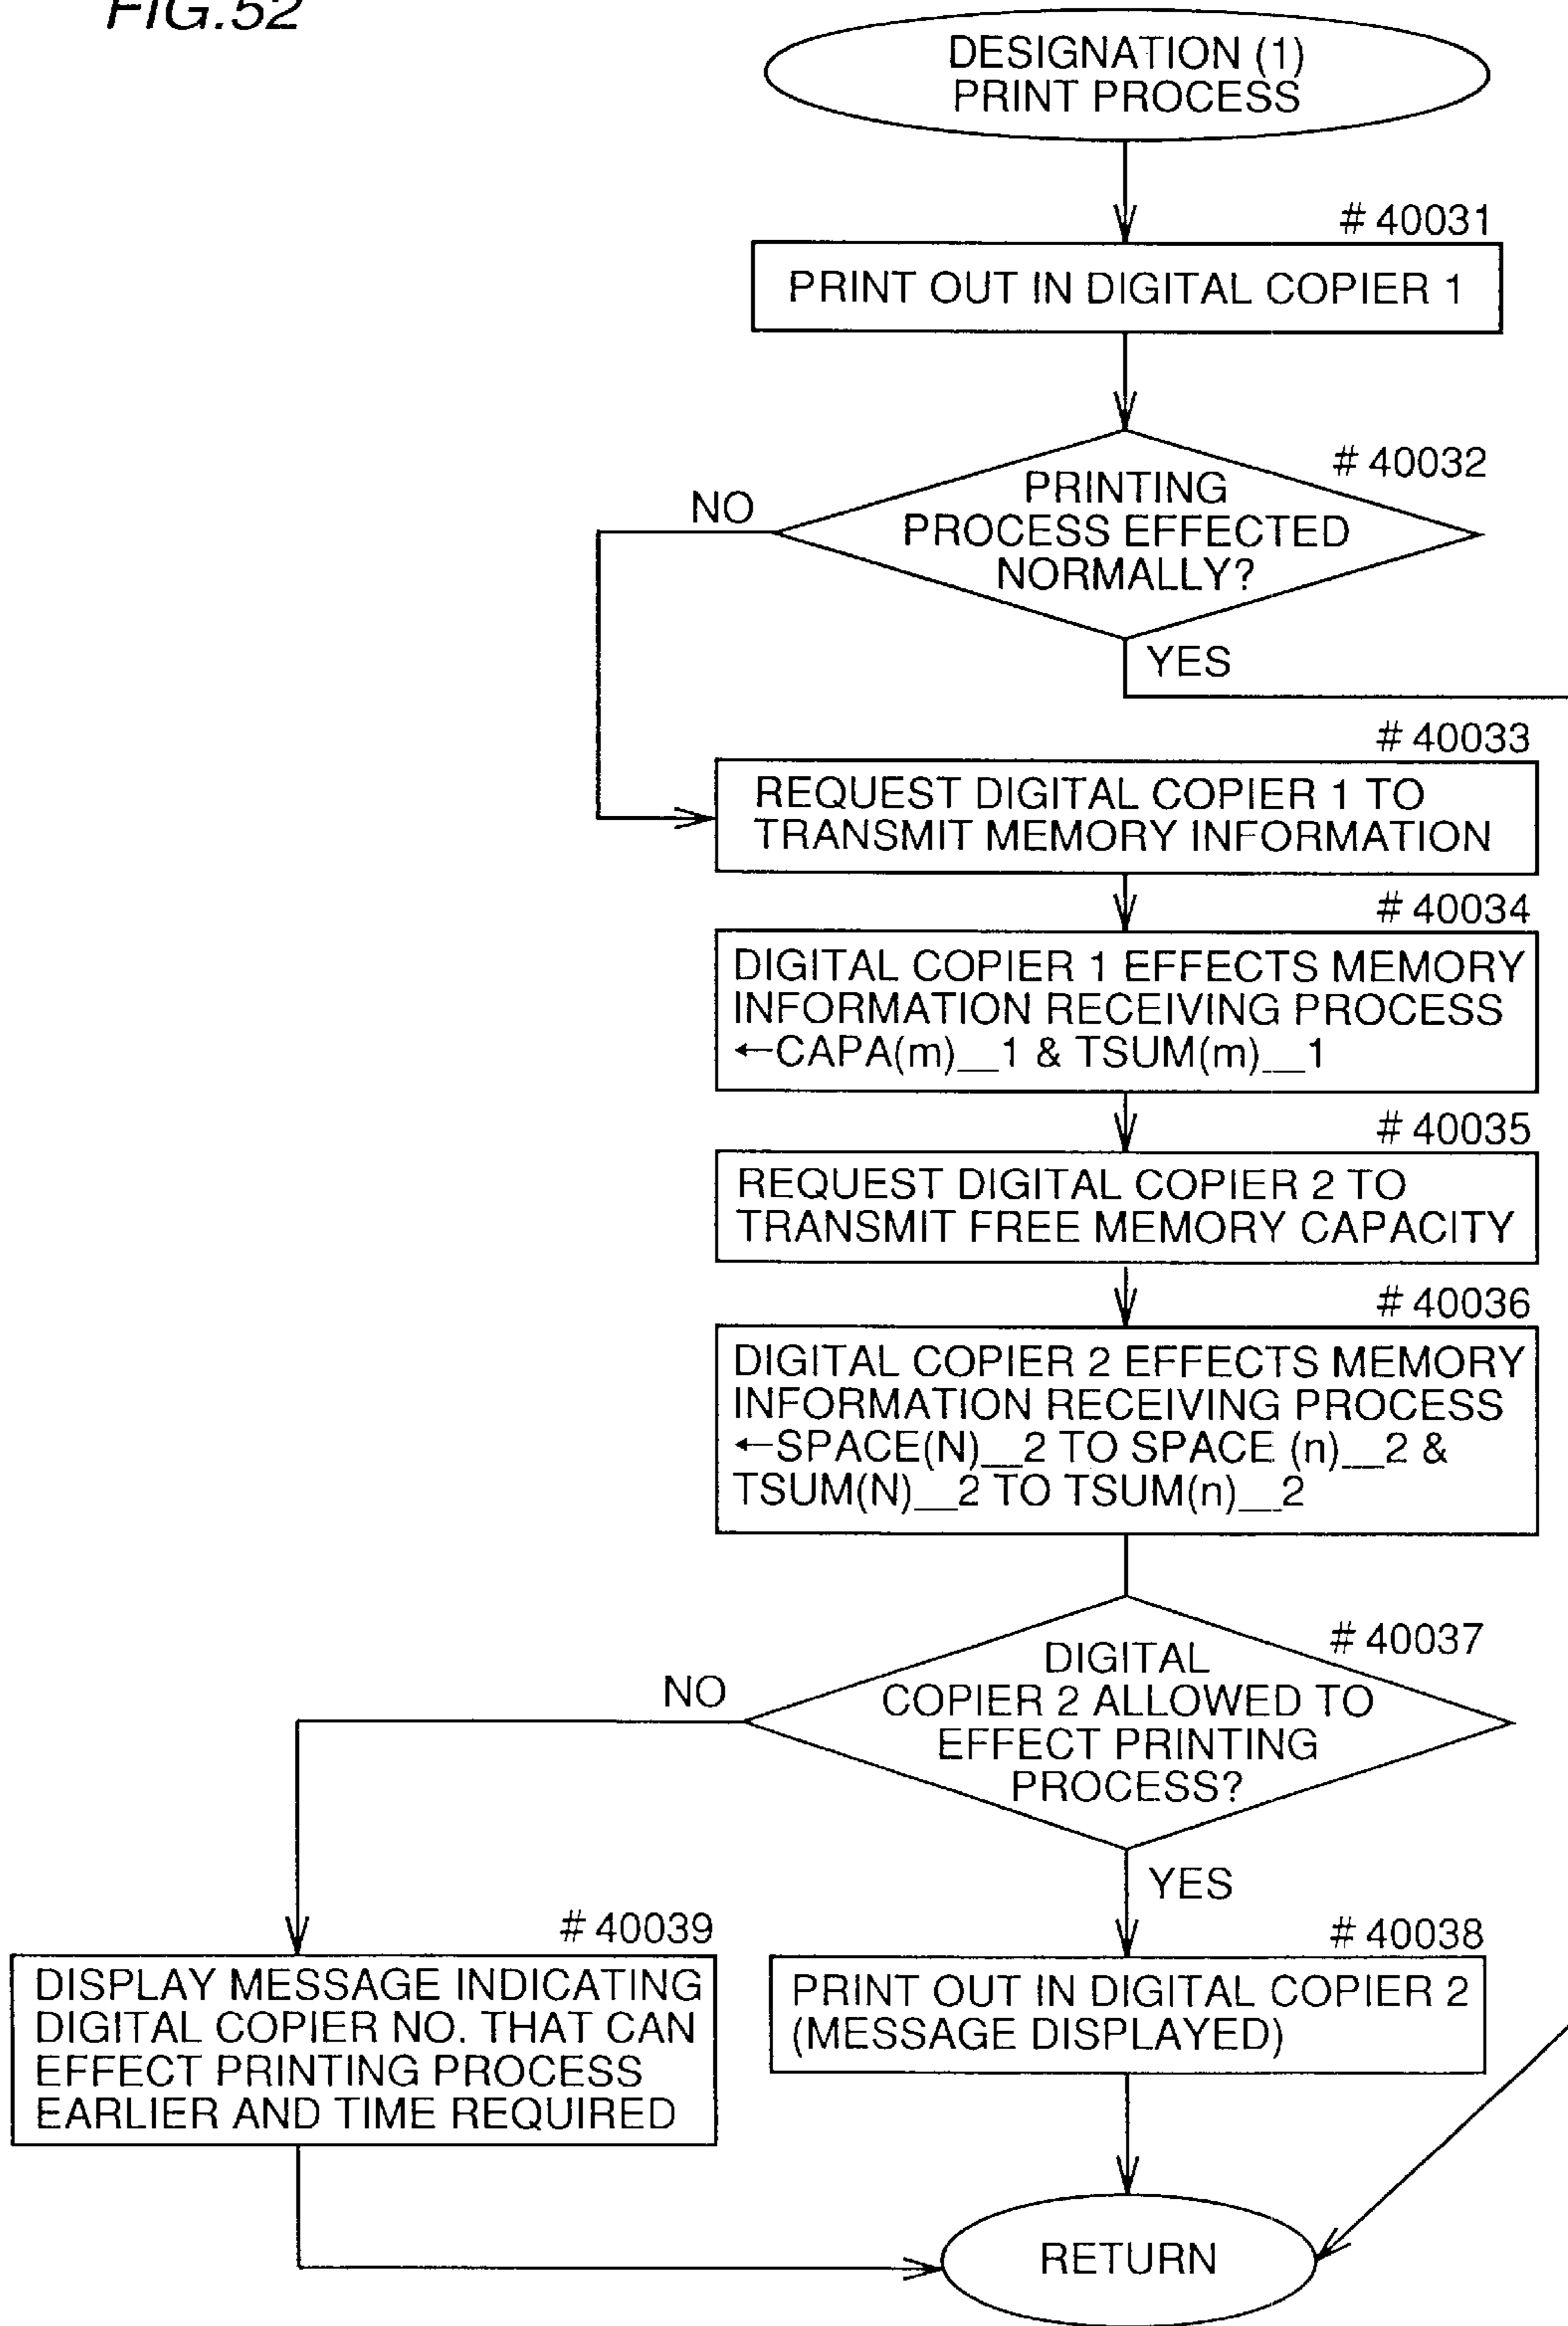 FIG.52
DESIGNATION (1)
PRINT PROCESS
# 40031
PRINT OUT IN DIGITAL COPIER 1
# 40032
PRINTING
PROCESS EFFECTED
NORMALLY?
NO
YES
# 40033
REQUEST DIGITAL COPIER 1 TO
TRANSMIT MEMORY INFORMATION
# 40034
DIGITAL COPIER 1 EFFECTS MEMORY
INFORMATION RECEIVING PROCESS
←CAPA(m)__1 & TSUM(m)__1
# 40035
REQUEST DIGITAL COPIER 2 TO
TRANSMIT FREE MEMORY CAPACITY
# 40036
DIGITAL COPIER 2 EFFECTS MEMORY
INFORMATION RECEIVING PROCESS
←SPACE(N)__2 TO SPACE (n)__2 &
TSUM(N)__2 TO TSUM(n)__2
# 40037
DIGITAL
COPIER 2 ALLOWED TO
EFFECT PRINTING
PROCESS?
NO
YES
# 40039
DISPLAY MESSAGE INDICATING
DIGITAL COPIER NO. THAT CAN
EFFECT PRINTING PROCESS
EARLIER AND TIME REQUIRED
# 40038
PRINT OUT IN DIGITAL COPIER 2
(MESSAGE DISPLAYED)
RETURN